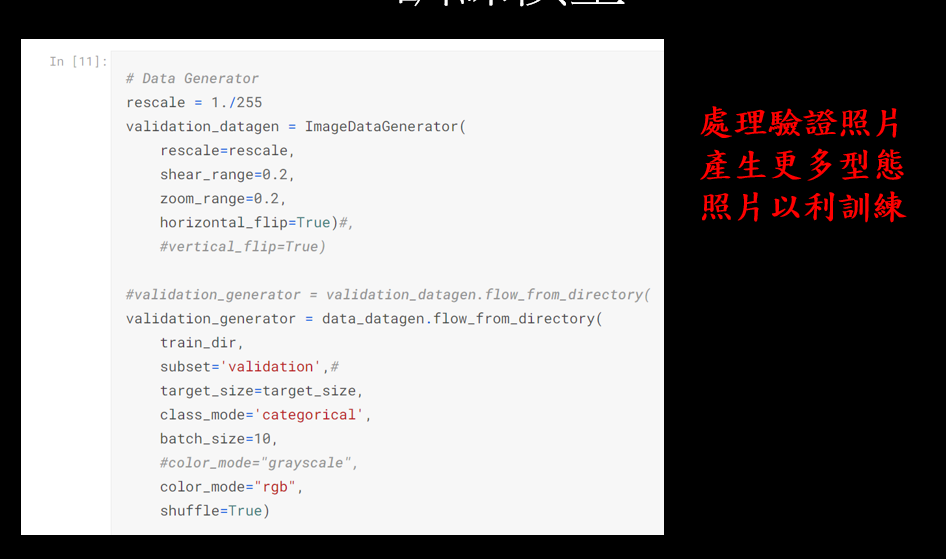 In [11]:
# Data Generator
rescale = 1./255
validation_datagen = ImageDataGenerator(
    rescale=rescale,
    shear_range=0.2,
    zoom_range=0.2,
    horizontal_flip=True)#,
    #vertical_flip=True)
#validation_generator = validation_datagen.flow_from_directory(
validation_generator = data_datagen.flow_from_directory(
    train_dir,
    subset='validation',#
    target_size=target_size,
    class_mode='categorical',
    batch_size=10,
    #color_mode="grayscale",
    color_mode="rgb",
    shuffle=True)
處理驗證照片
產生更多型態
照片以利訓練